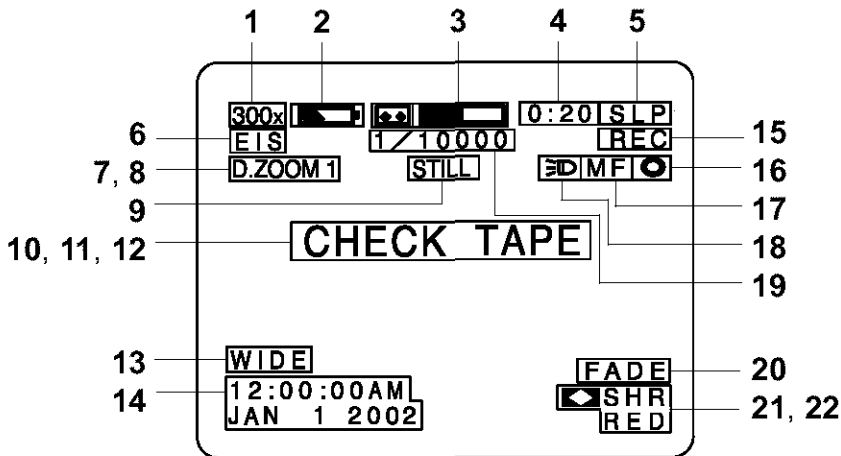 1 2 3 4 5
300x 0:20 SLP
6 EIS 1/10000 REC 15
7, 8 D.ZOOM 1 STILL MF 16
9 17
18
10, 11, 12 CHECK TAPE
19
13 WIDE
FADE 20
14 12:00:00AM SHR
JAN 1 2002 RED 21, 22